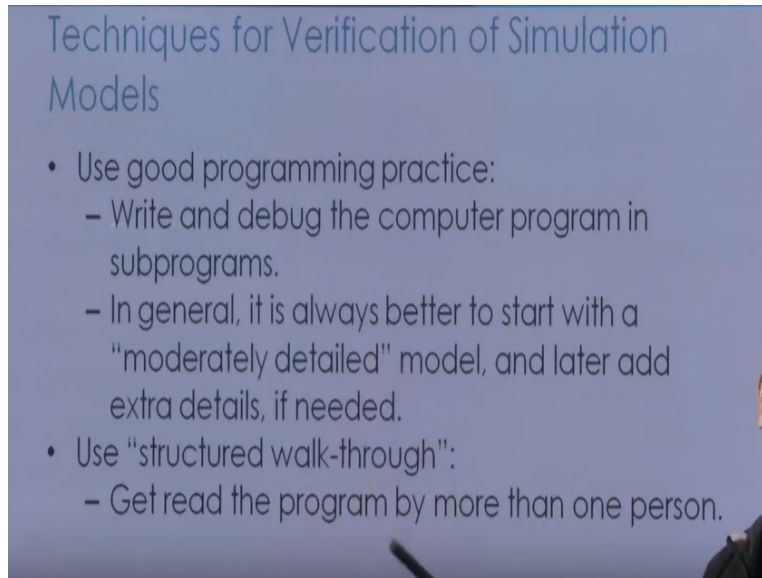 Techniques for Verification of Simulation
Models
• Use good programming practice:
– Write and debug the computer program in
subprograms.
– In general, it is always better to start with a
“moderately detailed” model, and later add
extra details, if needed.
• Use “structured walk-through”:
– Get read the program by more than one person.